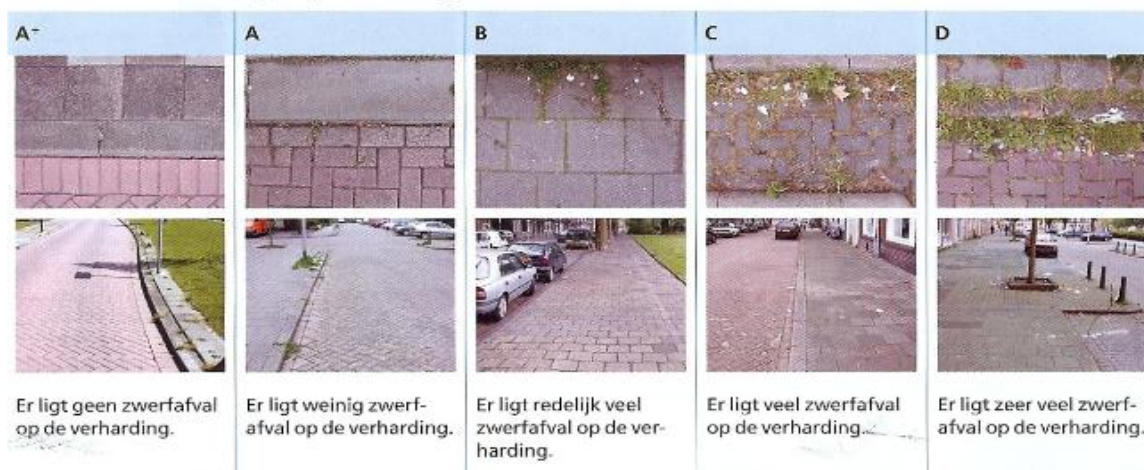 A+
A
B
C
D
Er ligt geen zwerfafval
op de verharding.
Er ligt weinig zwerf-
afval op de verharding.
Er ligt redelijk veel
zwerfafval op de ver-
harding.
Er ligt veel zwerfafval
op de verharding.
Er ligt zeer veel zwerf-
afval op de verharding.